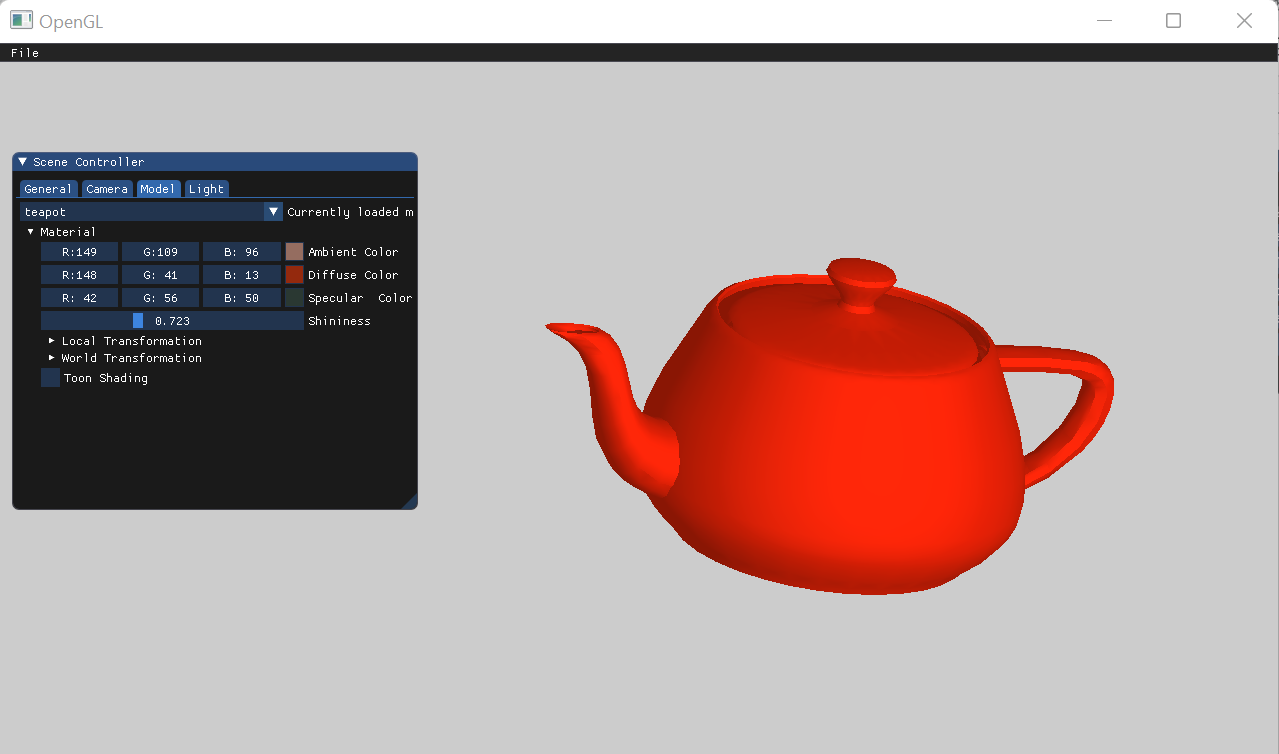 OpenGL
File
Scene Controller
General Camera Model Light
teapot Currently loaded m
Material
R:149 G:109 B: 96 Ambient Color
R:148 G: 41 B: 13 Diffuse Color
R: 42 G: 56 B: 50 Specular  Color
0.723 Shininess
Local Transformation
World Transformation
Toon Shading